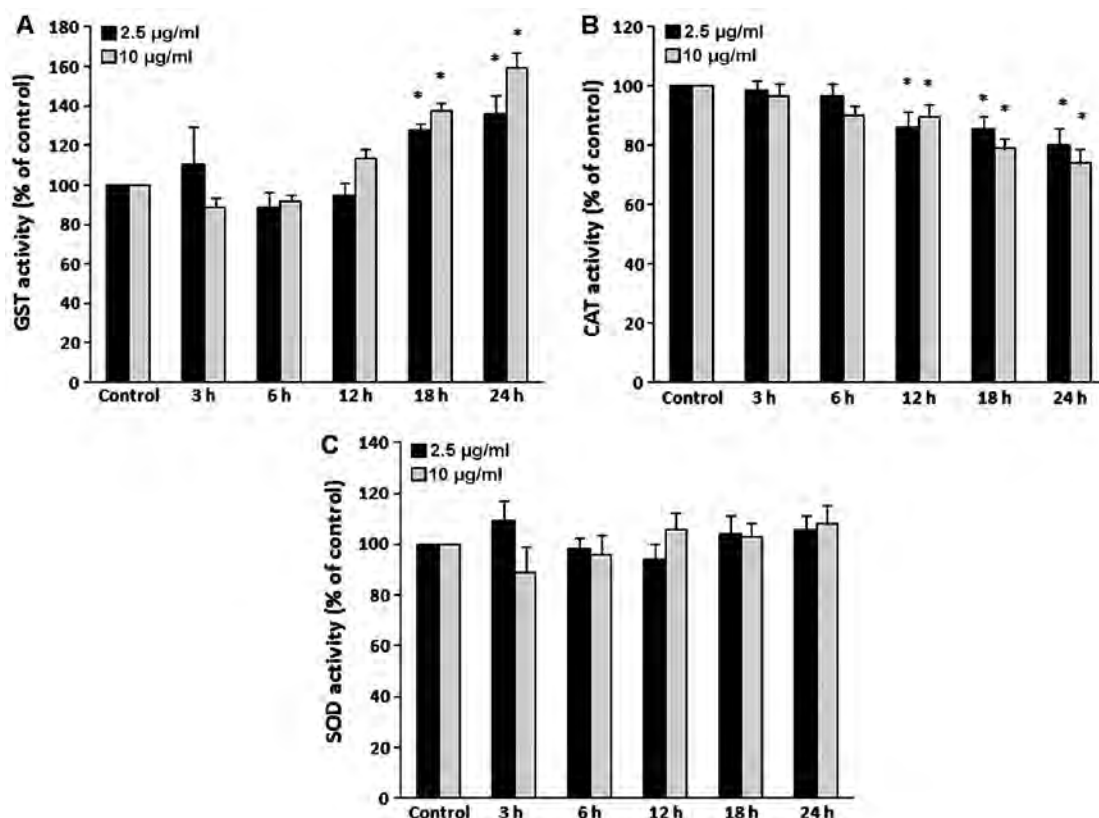 A
GST activity (% of control)
180
160
140
120
100
80
60
40
20
0
2.5 µg/ml
10 µg/ml
* * * *
Control 3 h 6 h 12 h 18 h 24 h
B
CAT activity (% of control)
120
100
80
60
40
20
0
2.5 µg/ml
10 µg/ml
* * * * * *
Control 3 h 6 h 12 h 18 h 24 h
C
SOD activity (% of control)
140
120
100
80
60
40
20
0
2.5 µg/ml
10 µg/ml
Control 3 h 6 h 12 h 18 h 24 h